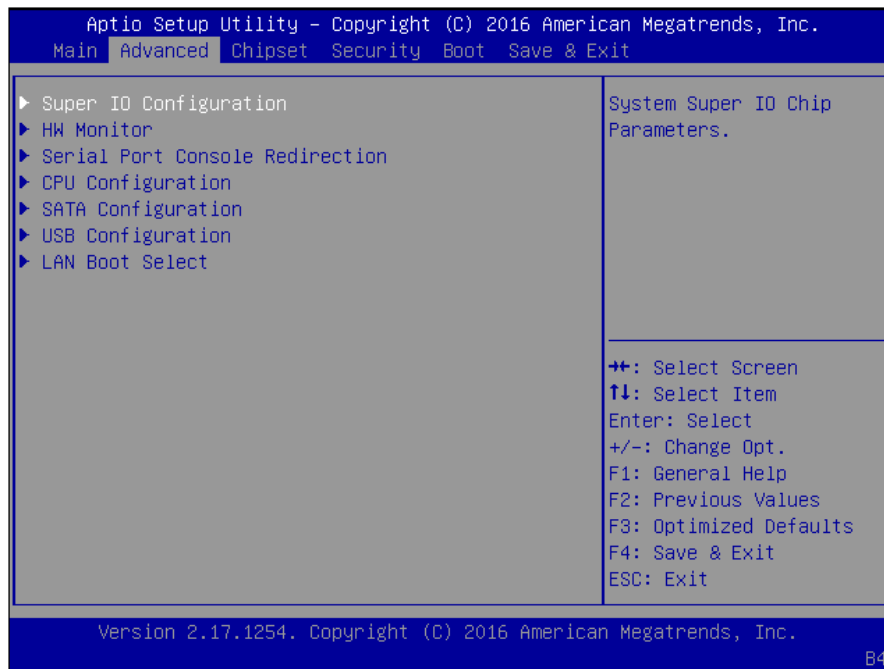 Aptio Setup Utility – Copyright (C) 2016 American Megatrends, Inc.
Main Advanced Chipset Security Boot Save & Exit
▶ Super IO Configuration
▶ HW Monitor
▶ Serial Port Console Redirection
▶ CPU Configuration
▶ SATA Configuration
▶ USB Configuration
▶ LAN Boot Select
System Super IO Chip
Parameters.
→←: Select Screen
↑↓: Select Item
Enter: Select
+/-: Change Opt.
F1: General Help
F2: Previous Values
F3: Optimized Defaults
F4: Save & Exit
ESC: Exit
Version 2.17.1254. Copyright (C) 2016 American Megatrends, Inc.
B4